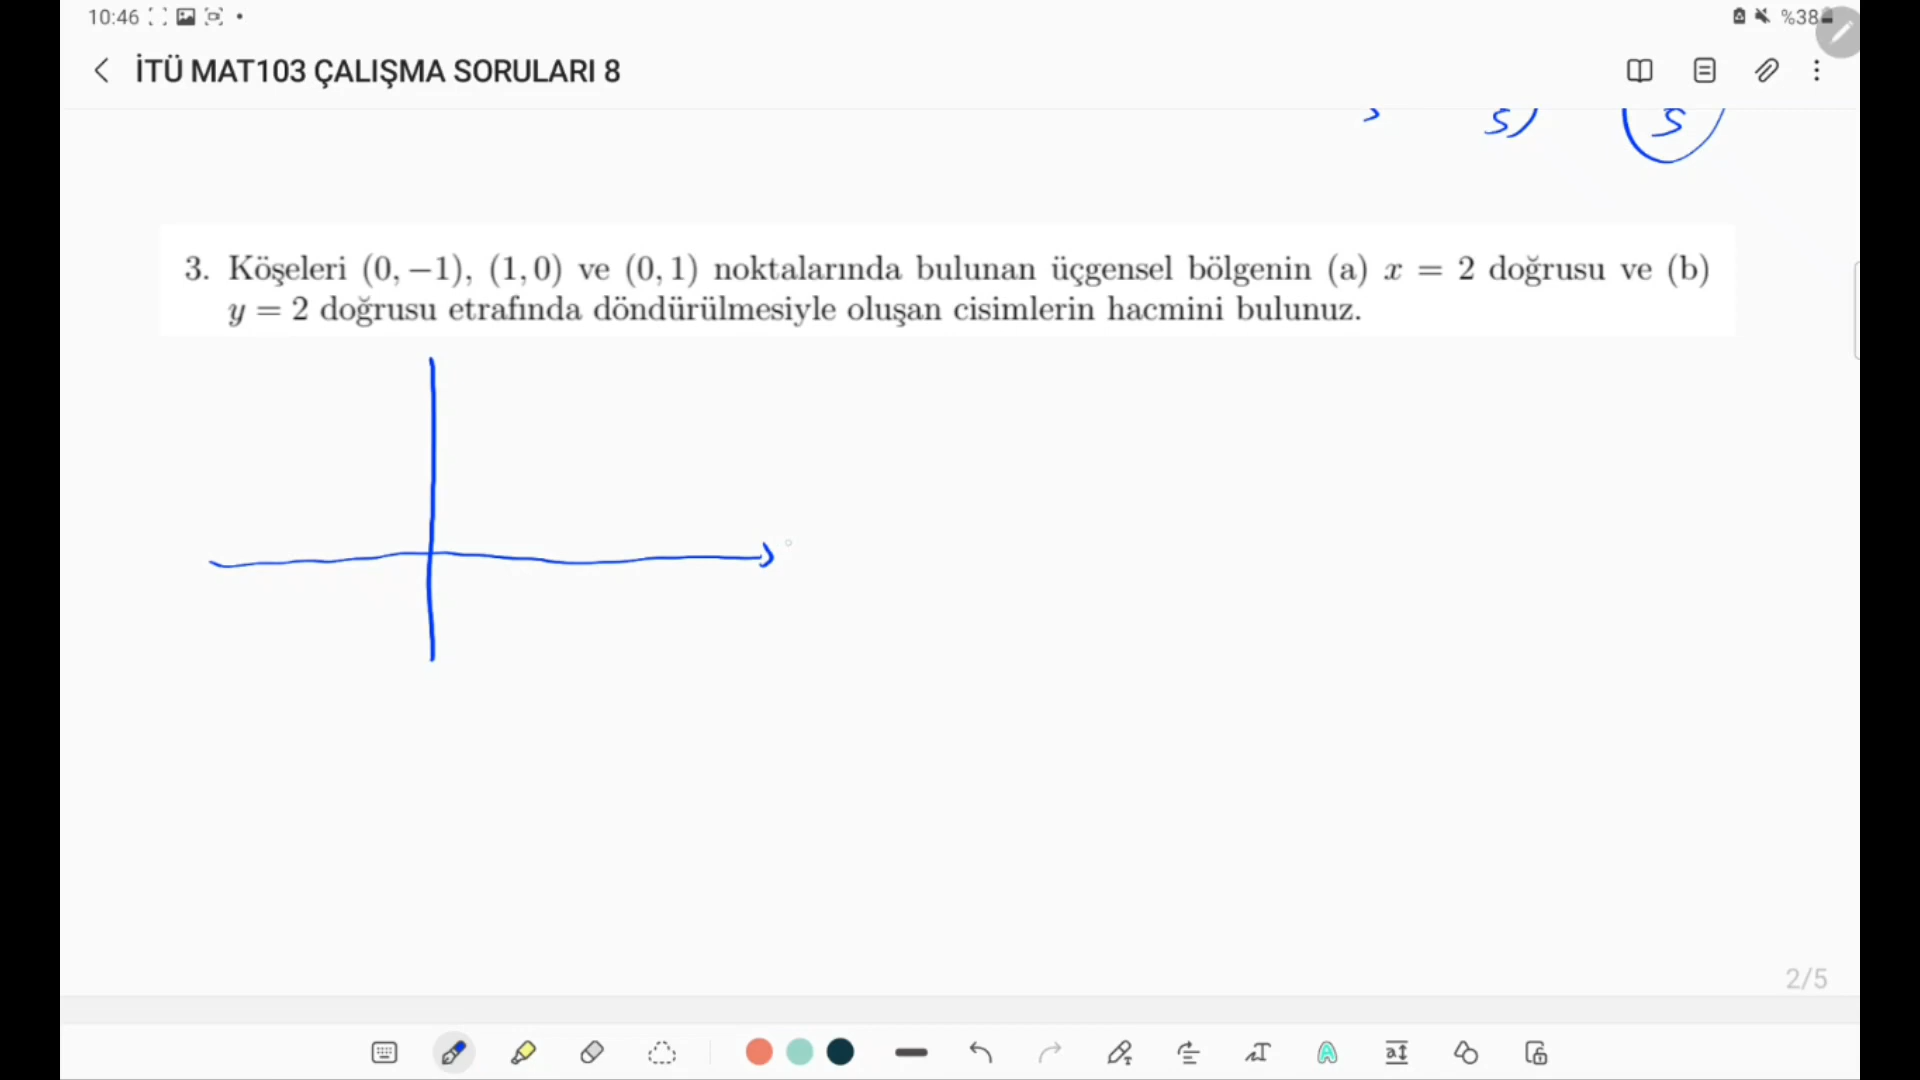 10:46
%38
İTÜ MAT103 ÇALIŞMA SORULARI 8
s s) s
3. Köşeleri (0, −1), (1, 0) ve (0, 1) noktalarında bulunan üçgensel bölgenin (a) x = 2 doğrusu ve (b)
y = 2 doğrusu etrafında döndürülmesiyle oluşan cisimlerin hacmini bulunuz.
2/5